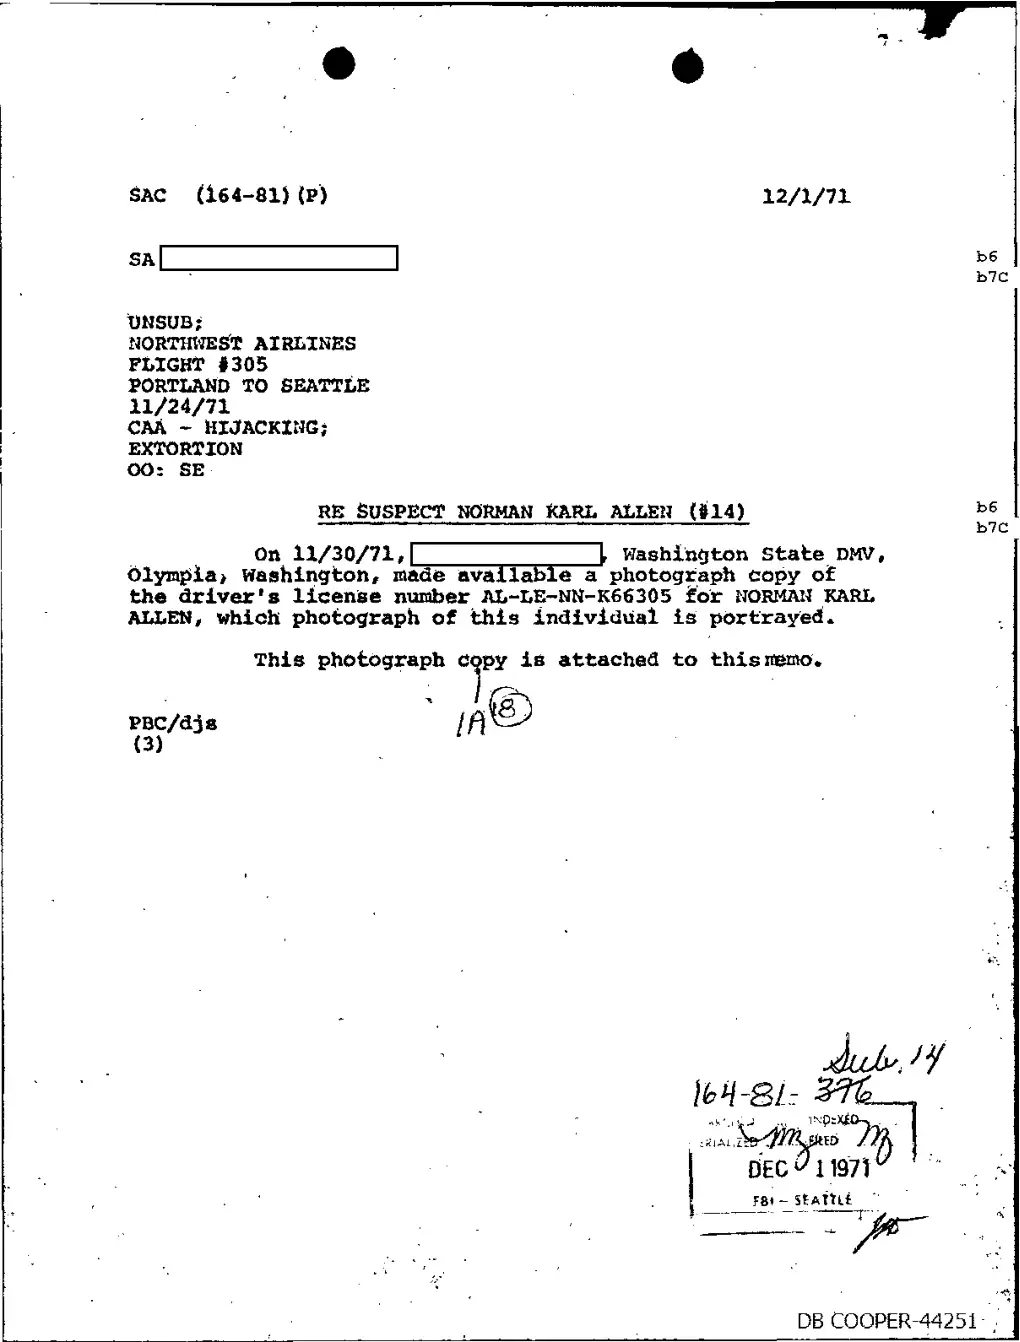 SAC (164-81)(P) 12/1/71
SA b6
b7C
UNSUB;
NORTHWEST AIRLINES
FLIGHT #305
PORTLAND TO SEATTLE
11/24/71
CAA - HIJACKING;
EXTORTION
OO: SE
RE SUSPECT NORMAN KARL ALLEN (#14) b6
b7C
On 11/30/71, , Washington State DMV,
Olympia, Washington, made available a photograph copy of
the driver's license number AL-LE-NN-K66305 for NORMAN KARL
ALLEN, which photograph of this individual is portrayed.
This photograph copy is attached to this memo.
1A 18
PBC/djs
(3)
Sub. 14
164-81- 376
INDEXED
SERIALIZED FILED
DEC 1 1971
FBI - SEATTLE
DB COOPER-44251